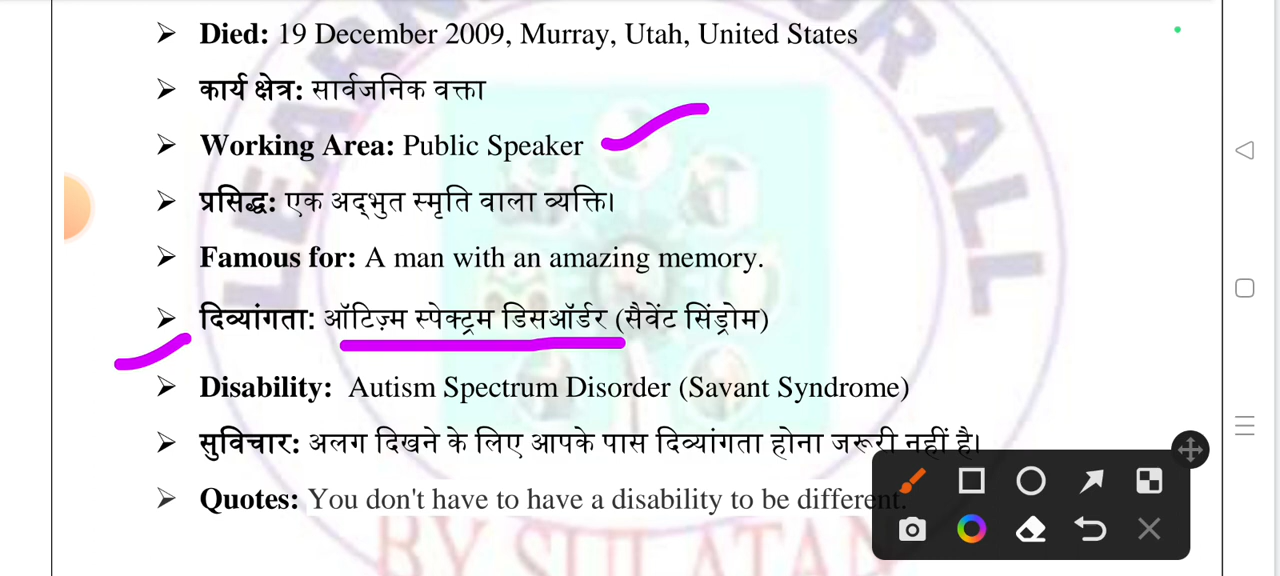 ➢ Died: 19 December 2009, Murray, Utah, United States
➢ कार्य क्षेत्र: सार्वजनिक वक्ता
➢ Working Area: Public Speaker
➢ प्रसिद्ध: एक अद्भुत स्मृति वाला व्यक्ति।
➢ Famous for: A man with an amazing memory.
➢ दिव्यांगता: ऑटिज़्म स्पेक्ट्रम डिसऑर्डर (सैवेंट सिंड्रोम)
➢ Disability: Autism Spectrum Disorder (Savant Syndrome)
➢ सुविचार: अलग दिखने के लिए आपके पास दिव्यांगता होना जरूरी नहीं है।
➢ Quotes: You don't have to have a disability to be different.